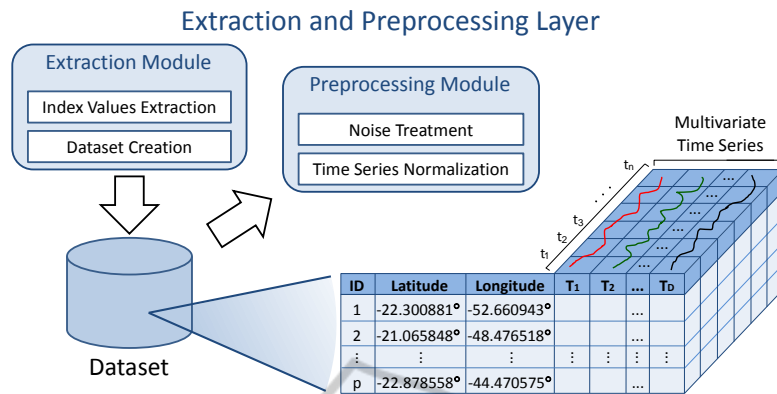 Extraction and Preprocessing Layer
Extraction Module
Index Values Extraction
Dataset Creation
Preprocessing Module
Noise Treatment
Time Series Normalization
Dataset
Multivariate
Time Series
t1 t2 t3 ... tn
... 
...
...
...
ID Latitude Longitude T1 T2 ... TD
1 -22.300881° -52.660943° ...
2 -21.065848° -48.476518° ...
⋮ ⋮ ⋮ ⋮ ⋮ ... ⋮
p -22.878558° -44.470575° ...